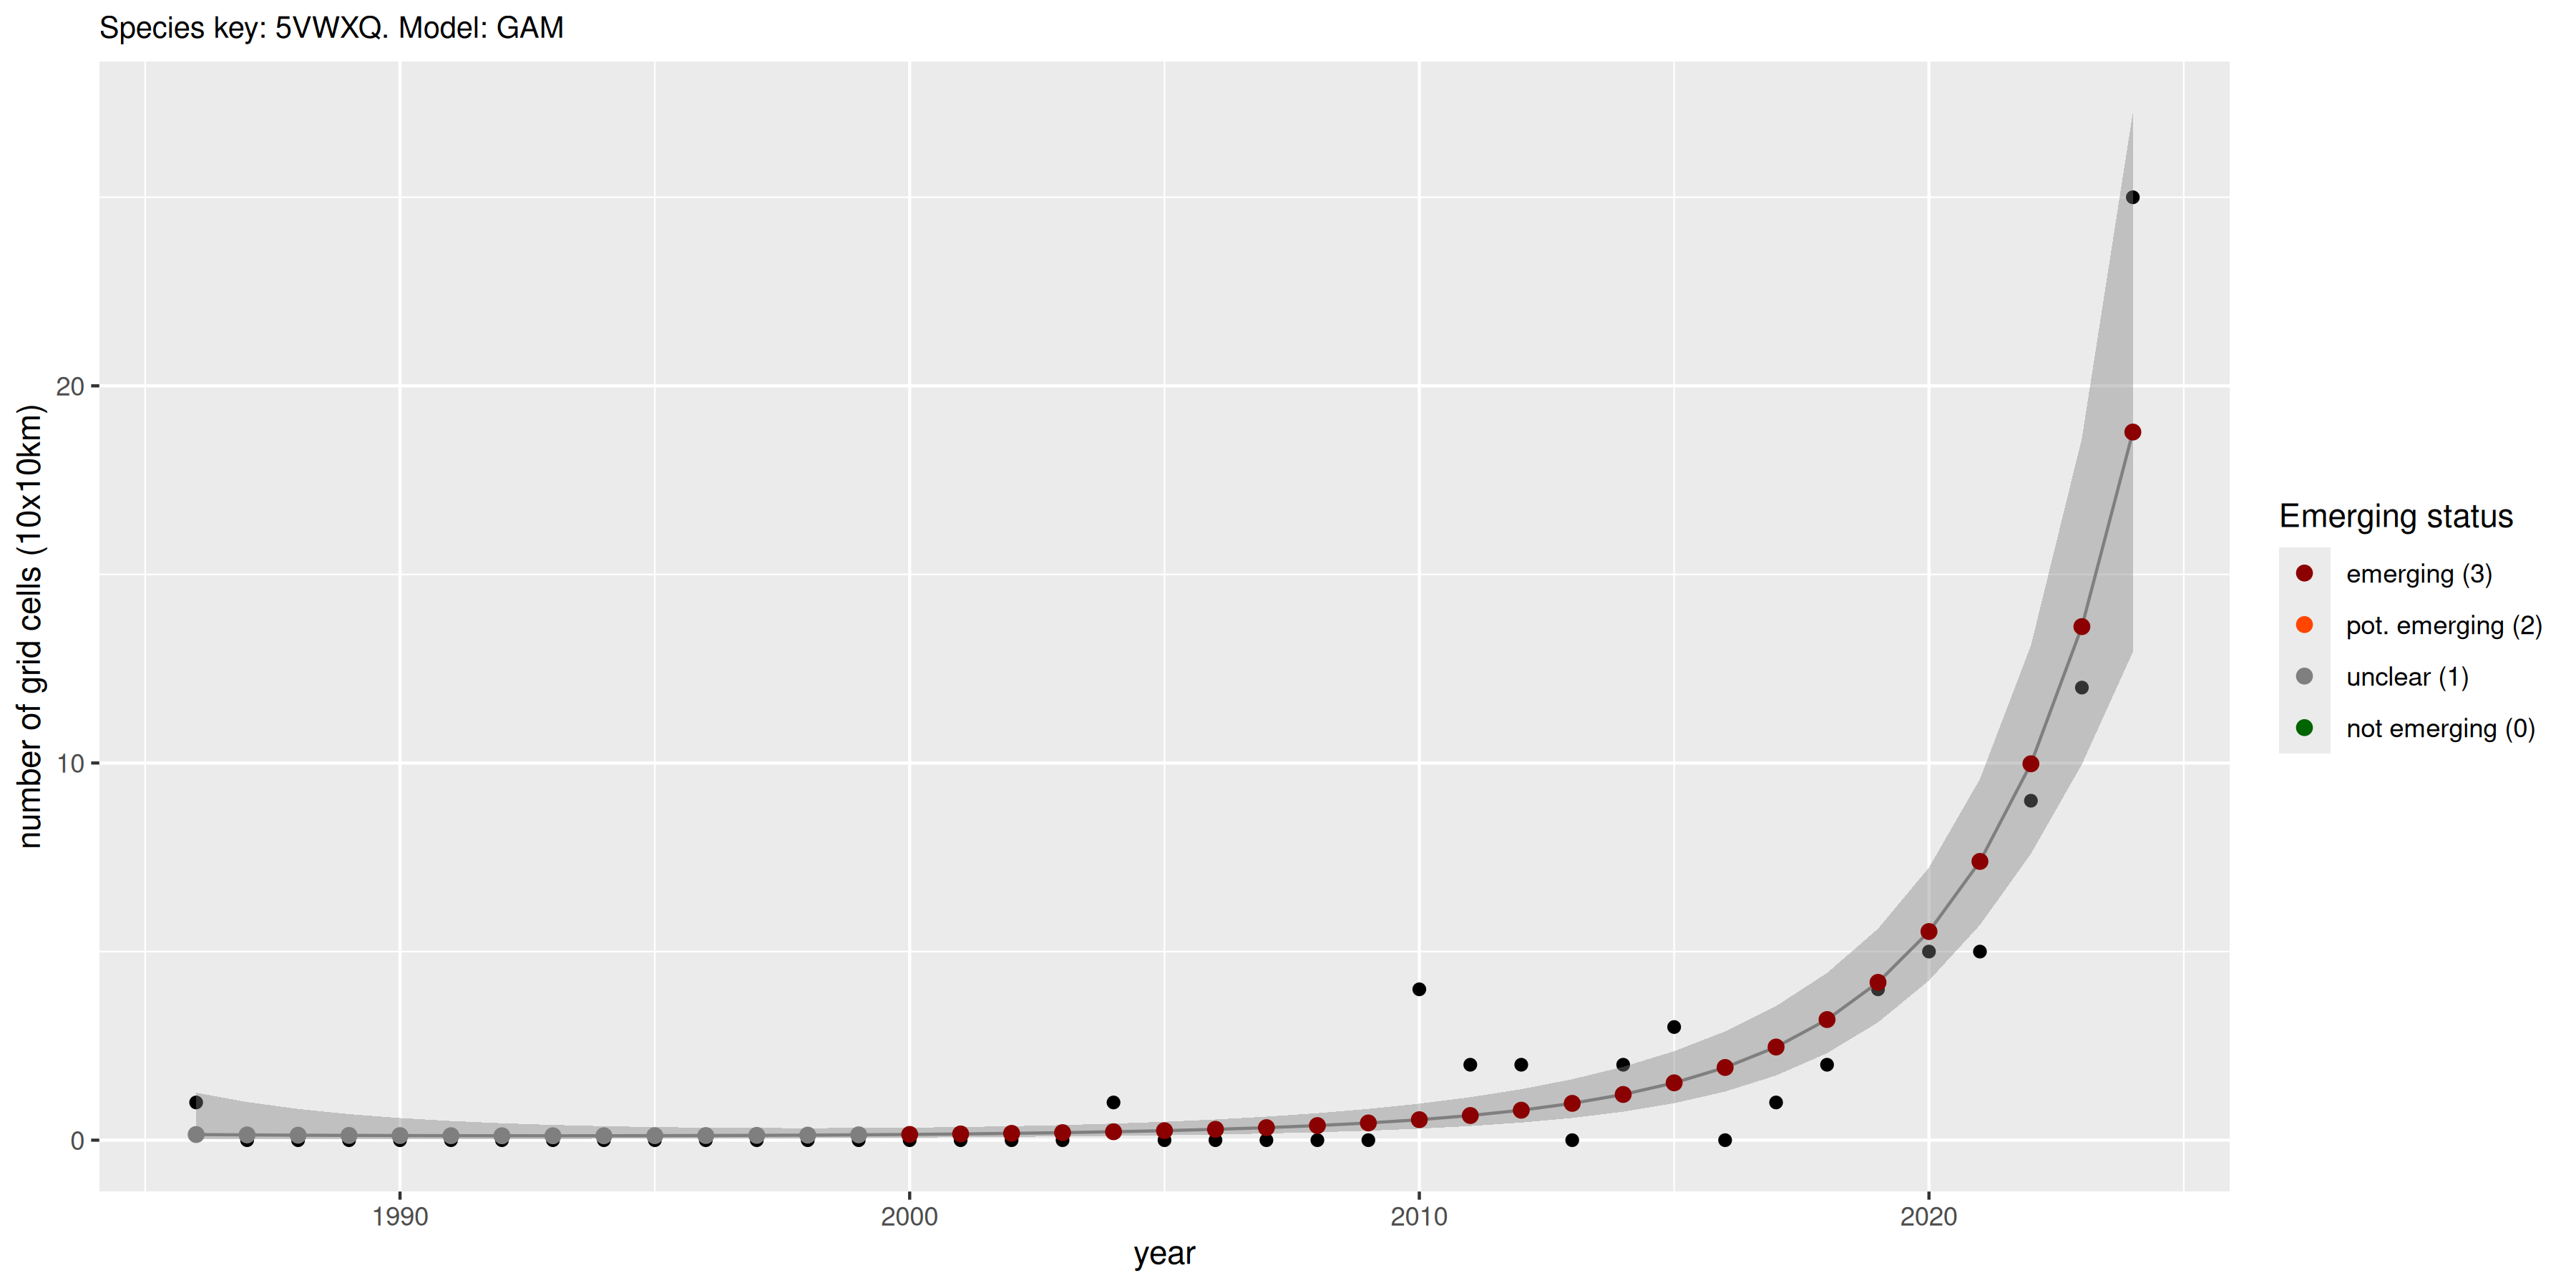 Species key: 5VWXQ. Model: GAM
number of grid cells (10x10km)
20
10
0
1990
2000
2010
2020
year
Emerging status
emerging (3)
pot. emerging (2)
unclear (1)
not emerging (0)